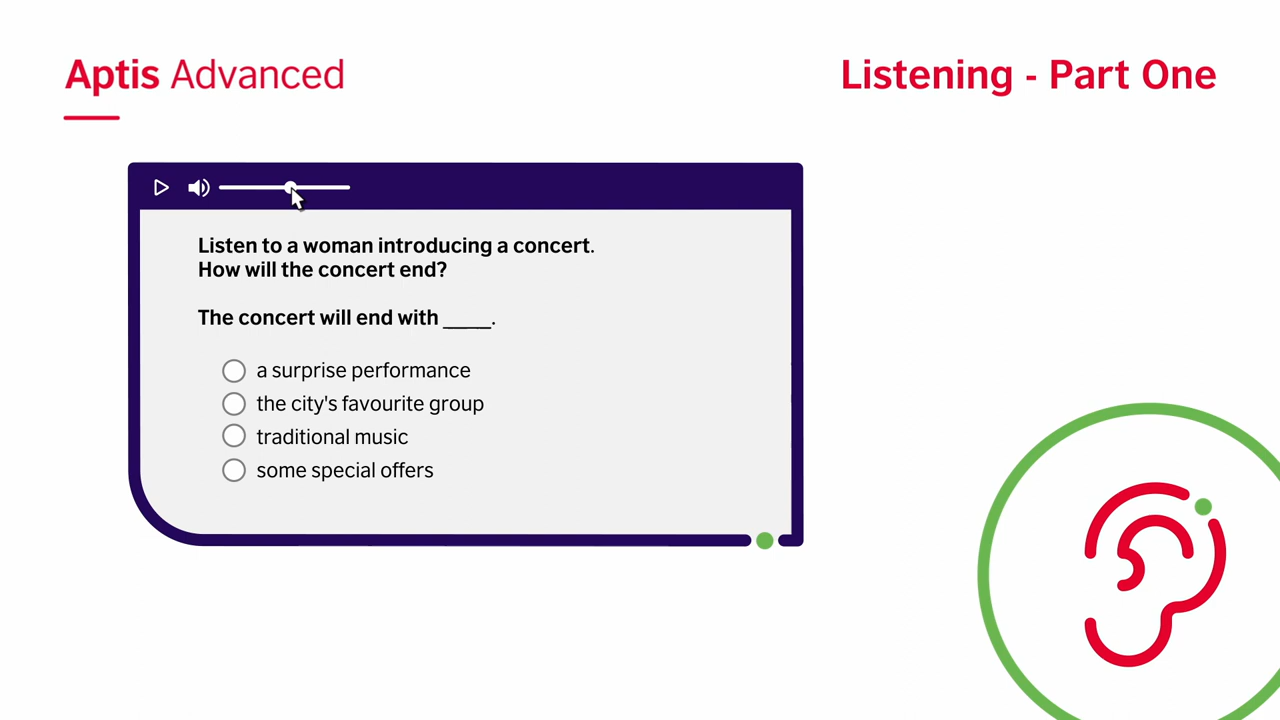 Aptis Advanced
Listening - Part One
Listen to a woman introducing a concert.
How will the concert end?
The concert will end with ____.
a surprise performance
the city's favourite group
traditional music
some special offers